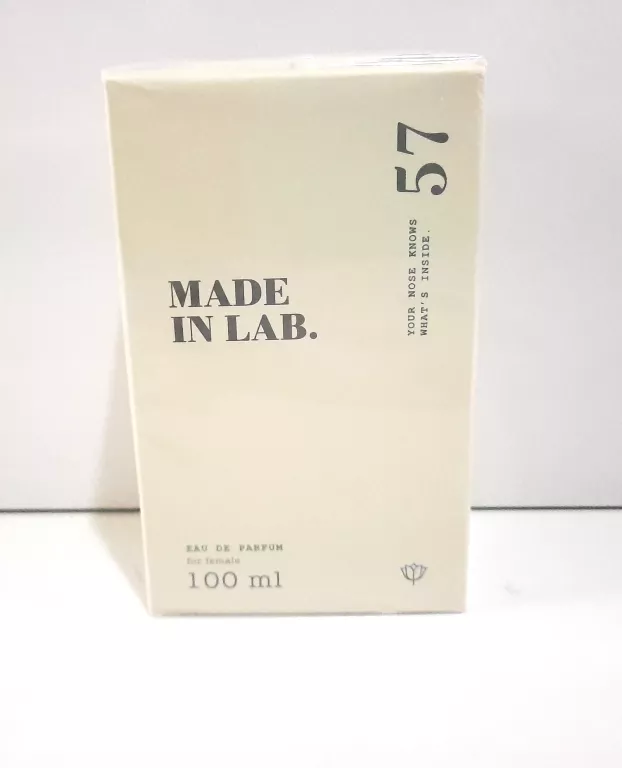 57
YOUR NOSE KNOWS
WHAT'S INSIDE.
MADE
IN LAB.
EAU DE PARFUM
for female
100 ml